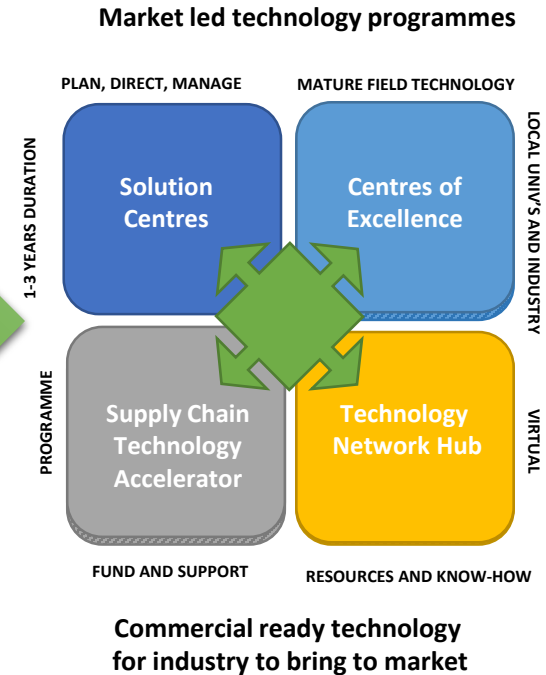 Market led technology programmes
PLAN, DIRECT, MANAGE
MATURE FIELD TECHNOLOGY
1-3 YEARS DURATION
Solution
Centres
Centres of
Excellence
LOCAL UNIV'S AND INDUSTRY
PROGRAMME
Supply Chain
Technology
Accelerator
Technology
Network Hub
VIRTUAL
FUND AND SUPPORT
RESOURCES AND KNOW-HOW
Commercial ready technology
for industry to bring to market